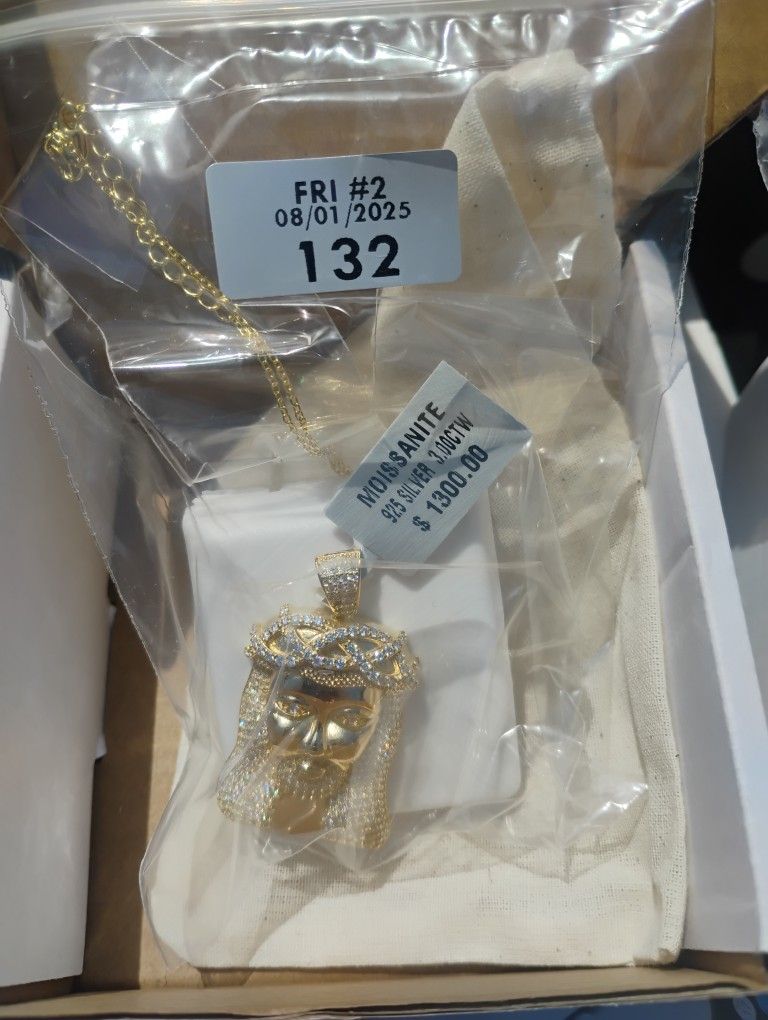 FRI #2
08/01/2025
132
MOISSANITE
925 SILVER 3.00CTW
$ 1300.00